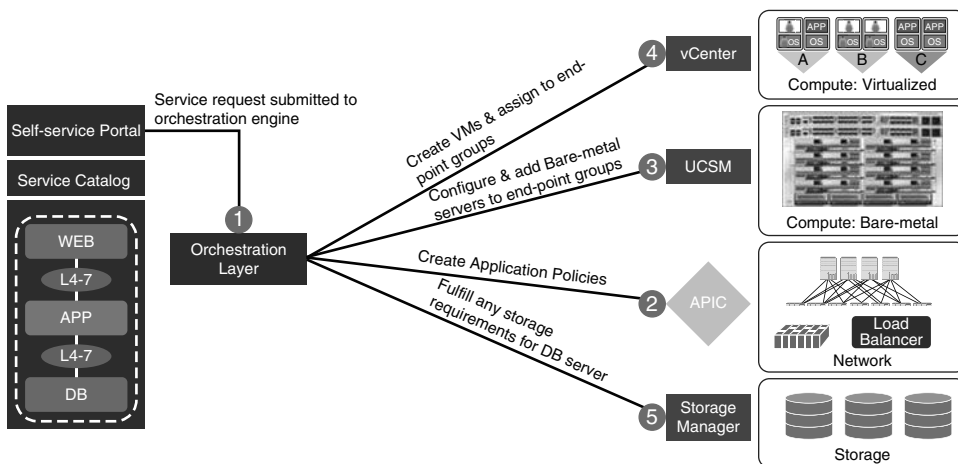 Self-service Portal
Service Catalog
WEB
L4-7
APP
L4-7
DB
Service request submitted to
orchestration engine
1
Orchestration
Layer
Create VMs & assign to end-
point groups
4
vCenter
APP
OS
OS
A
OS
OS
B
APP
APP
OS
OS
C
Compute: Virtualized
Configure & add Bare-metal
servers to end-point groups
3
UCSM
Compute: Bare-metal
Create Application Policies
2
APIC
Load
Balancer
Network
Fulfill any storage
requirements for DB server
5
Storage
Manager
Storage